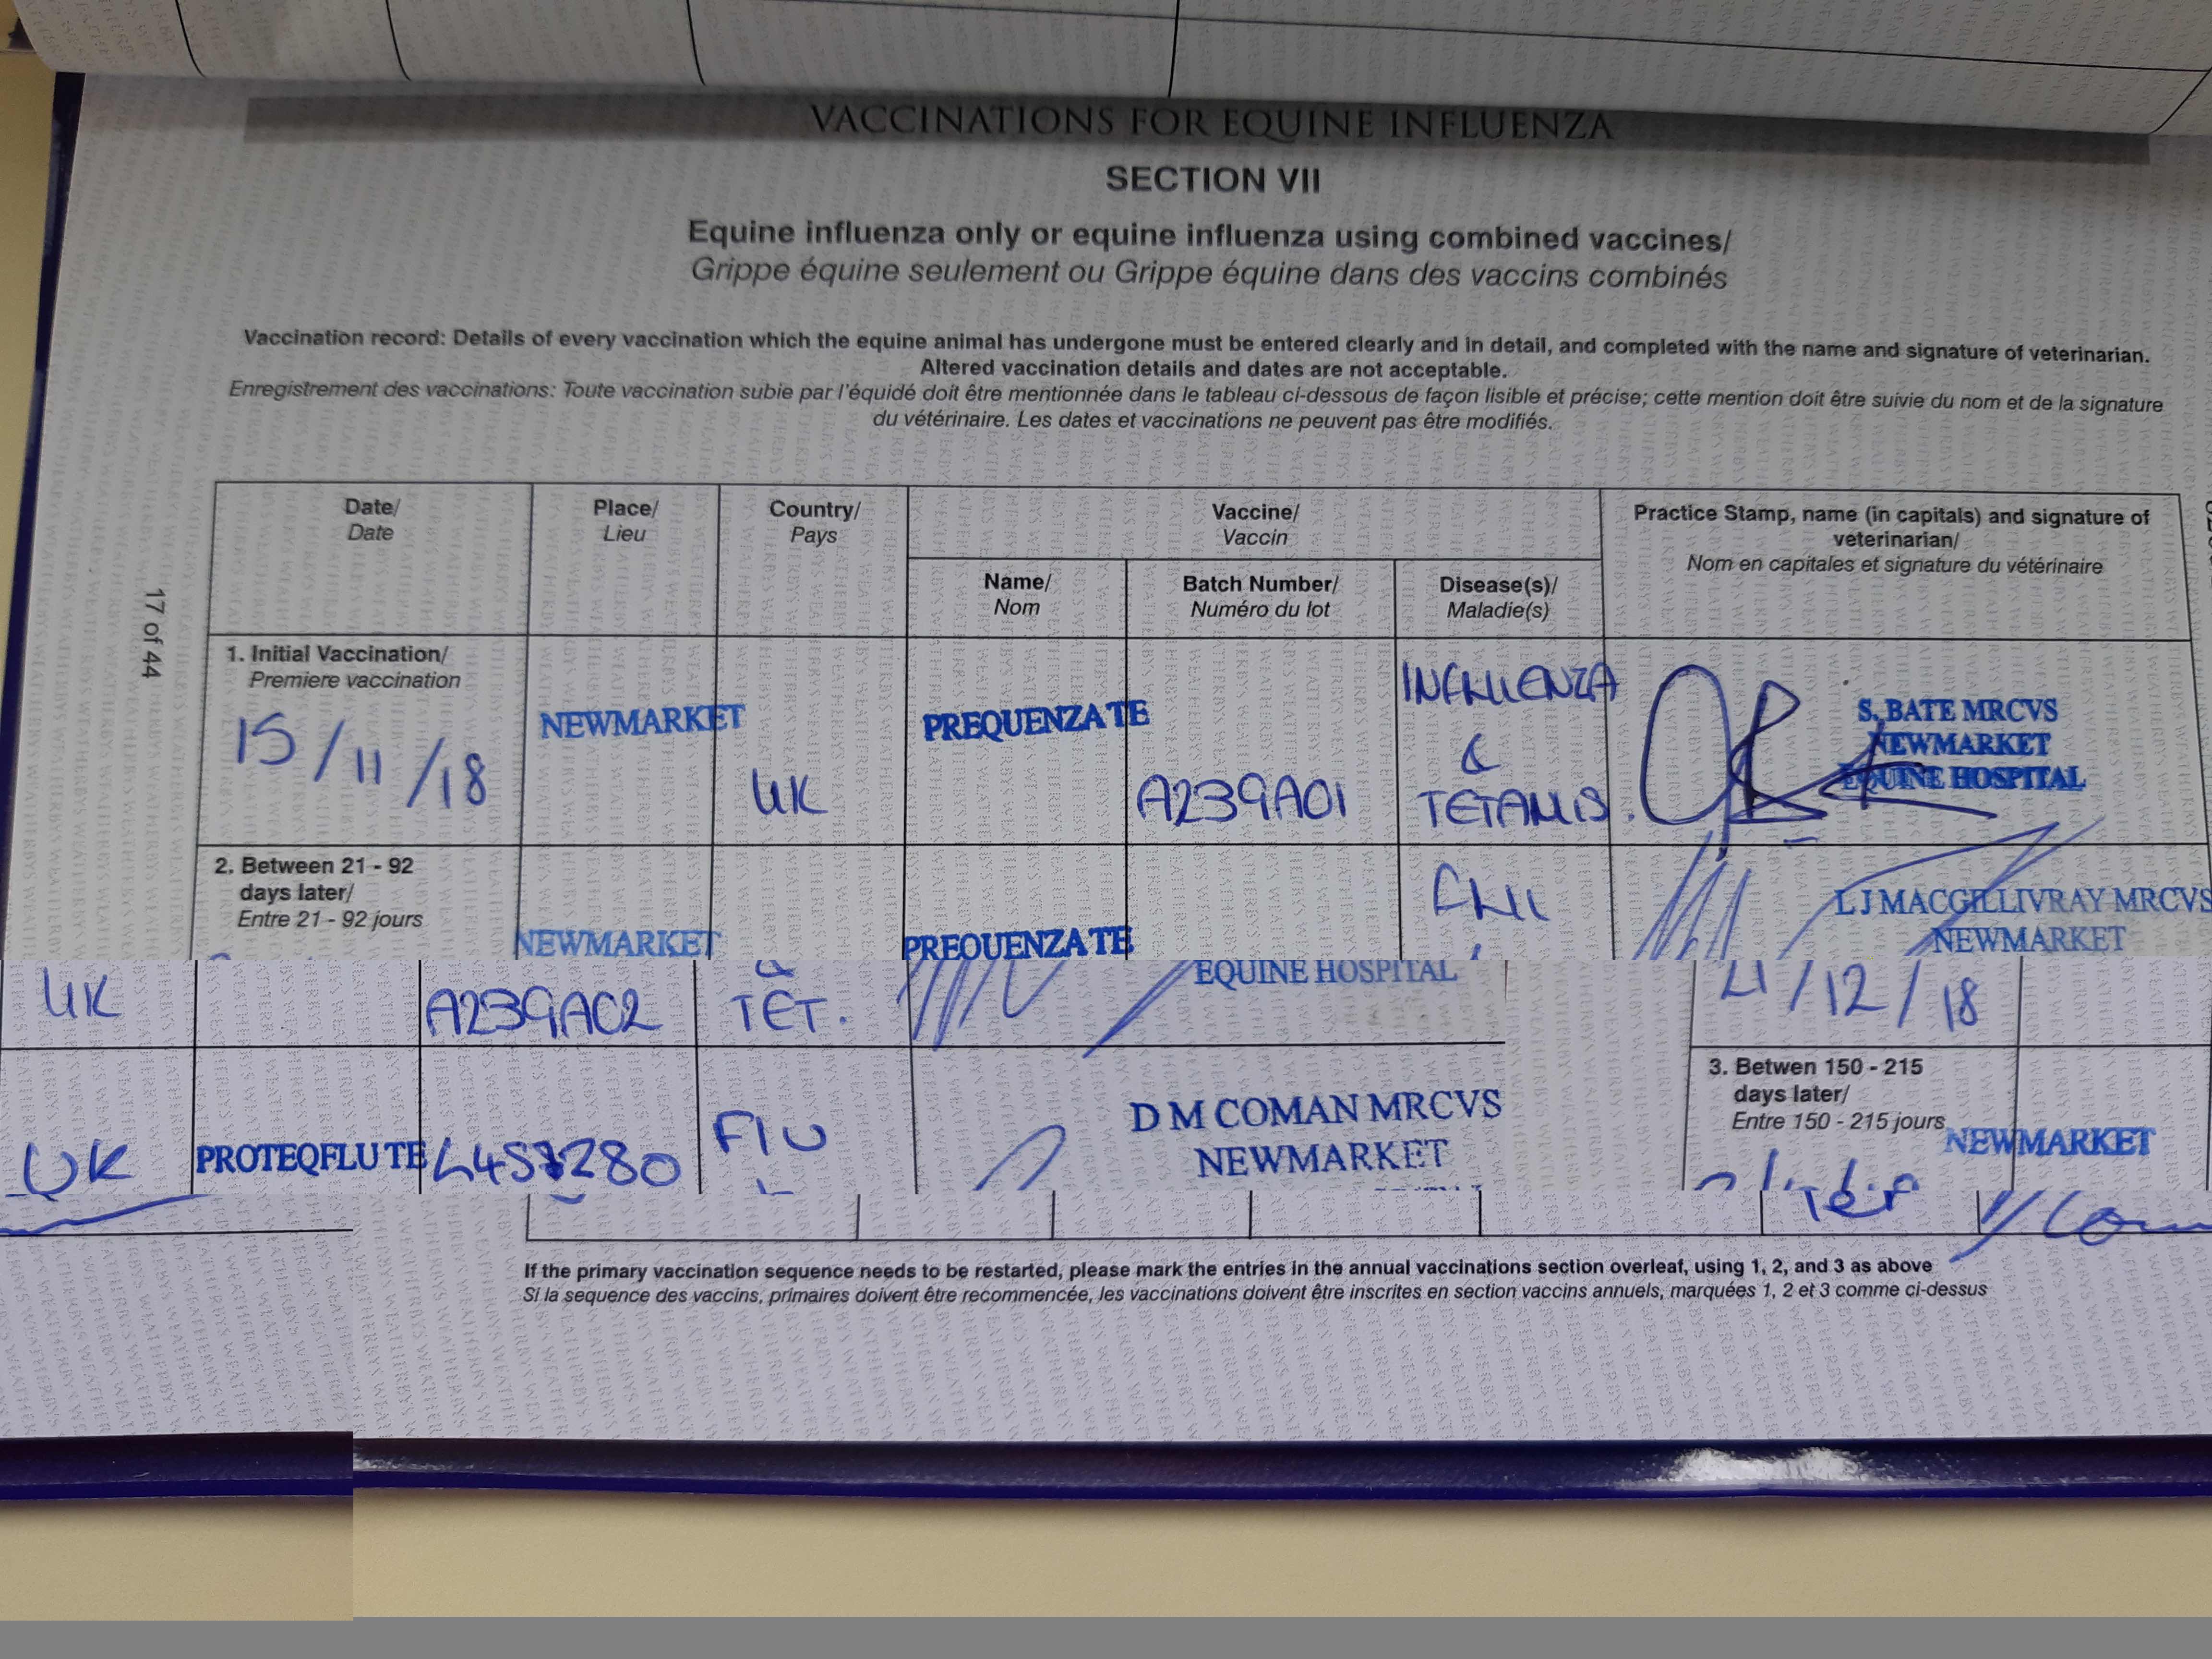 VACCINATIONS FOR EQUINE INFLUENZA
SECTION VII
Equine influenza only or equine influenza using combined vaccines/
Grippe équine seulement ou Grippe équine dans des vaccins combinés
Vaccination record: Details of every vaccination which the equine animal has undergone must be entered clearly and in detail, and completed with the name and signature of veterinarian.
Altered vaccination details and dates are not acceptable.
Enregistrement des vaccinations: Toute vaccination subie par l'équidé doit être mentionnée dans le tableau ci-dessous de façon lisible et précise; cette mention doit être suivie du nom et de la signature
du vétérinaire. Les dates et vaccinations ne peuvent pas être modifiés.
Date/
Date
Place/
Lieu
Country/
Pays
Vaccine/
Vaccin
Name/
Nom
Batch Number/
Numéro du lot
Disease(s)/
Maladie(s)
Practice Stamp, name (in capitals) and signature of
veterinarian/
Nom en capitales et signature du vétérinaire
17 of 44
1. Initial Vaccination/
Premiere vaccination
15/11/18
NEWMARKET
UK
PREQUENZA TE
A239A01
INFLUENZA
&
TETANUS.
S. BATE MRCVS
NEWMARKET
EQUINE HOSPITAL
2. Between 21 - 92
days later/
Entre 21 - 92 jours
NEWMARKET
PREQUENZA TE
FLU
L J MACGILLIVRAY MRCVS
NEWMARKET
UK
A239AC2
&
TET.
EQUINE HOSPITAL
/12/18
UK
PROTEQFLU TE
Flu
D M COMAN MRCVS
NEWMARKET
3. Betwen 150 - 215
days later/
Entre 150 - 215 jours
NEWMARKET
Tet
If the primary vaccination sequence needs to be restarted, please mark the entries in the annual vaccinations section overleaf, using 1, 2, and 3 as above
Si la sequence des vaccins, primaires doivent être recommencée, les vaccinations doivent être inscrites en section vaccins annuels, marquées 1, 2 et 3 comme ci-dessus